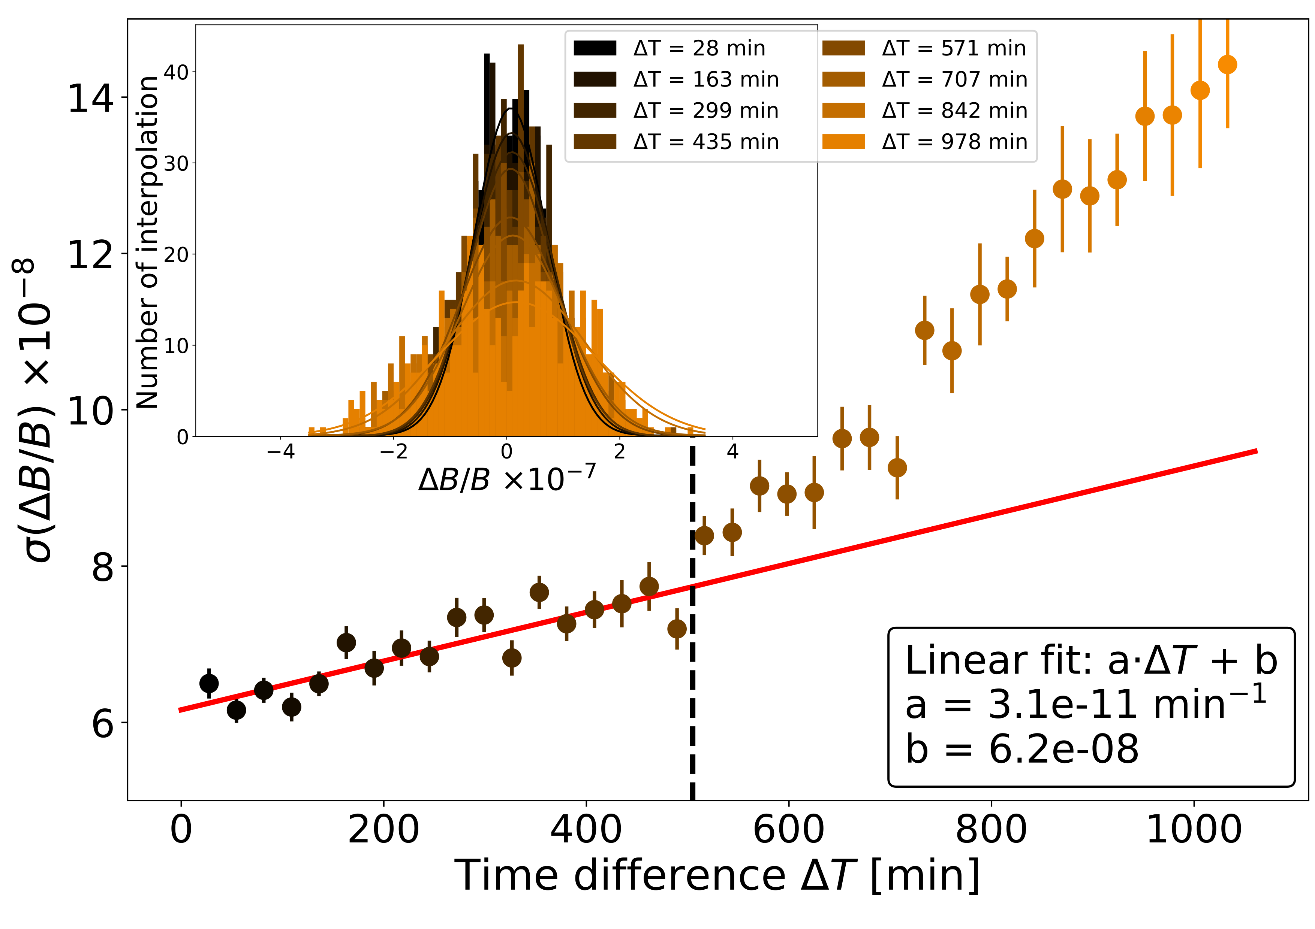 σ(ΔB/B) ×10⁻⁸
14
12
10
8
6
0
200
400
600
800
1000
Time difference ΔT [min]
Number of interpolation
40
30
20
10
0
−4
−2
0
2
4
ΔB/B ×10⁻⁷
ΔT = 28 min
ΔT = 163 min
ΔT = 299 min
ΔT = 435 min
ΔT = 571 min
ΔT = 707 min
ΔT = 842 min
ΔT = 978 min
Linear fit: a·ΔT + b
a = 3.1e-11 min⁻¹
b = 6.2e-08